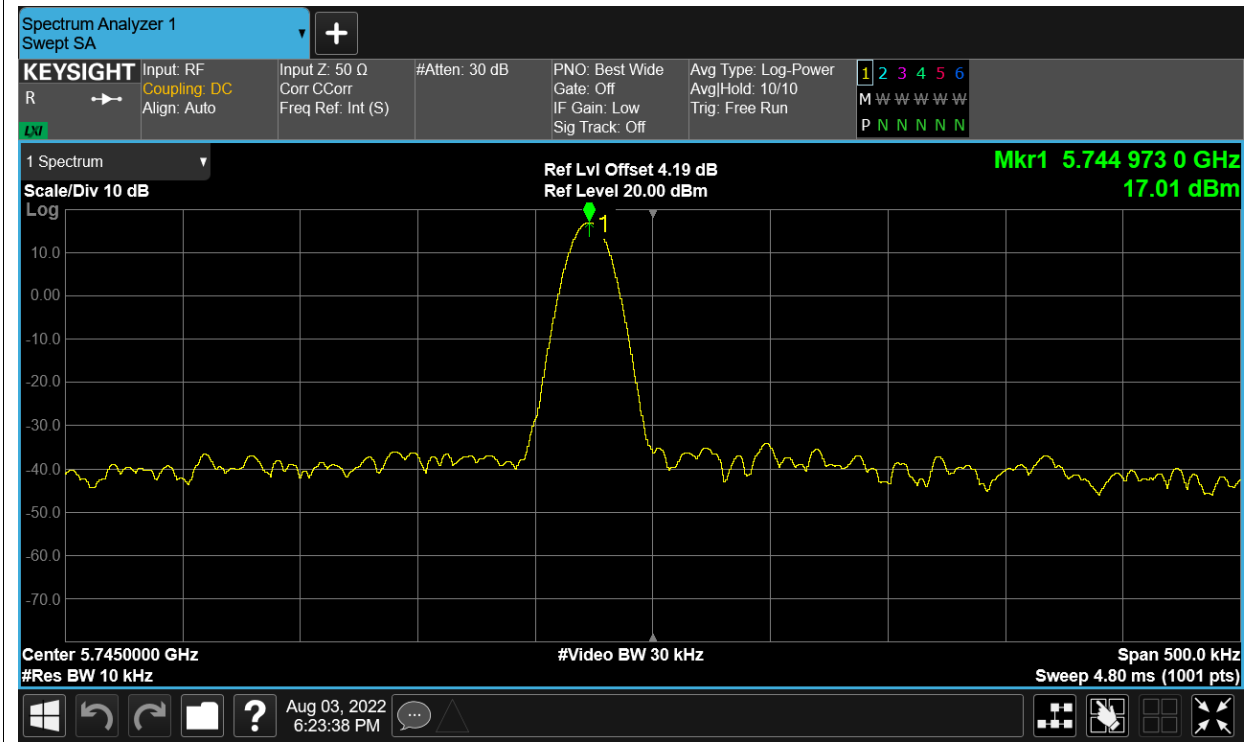 Spectrum Analyzer 1
Swept SA
KEYSIGHT
R
LXI
Input: RF
Coupling: DC
Align: Auto
Input Z: 50 Ω
Corr CCorr
Freq Ref: Int (S)
#Atten: 30 dB
PNO: Best Wide
Gate: Off
IF Gain: Low
Sig Track: Off
Avg Type: Log-Power
Avg|Hold: 10/10
Trig: Free Run
1 2 3 4 5 6
M W W W W W
P N N N N N
1 Spectrum
Scale/Div 10 dB
Log
Ref Lvl Offset 4.19 dB
Ref Level 20.00 dBm
Mkr1 5.744 973 0 GHz
17.01 dBm
1
10.0
0.00
-10.0
-20.0
-30.0
-40.0
-50.0
-60.0
-70.0
Center 5.7450000 GHz
#Res BW 10 kHz
#Video BW 30 kHz
Span 500.0 kHz
Sweep 4.80 ms (1001 pts)
?
Aug 03, 2022
6:23:38 PM